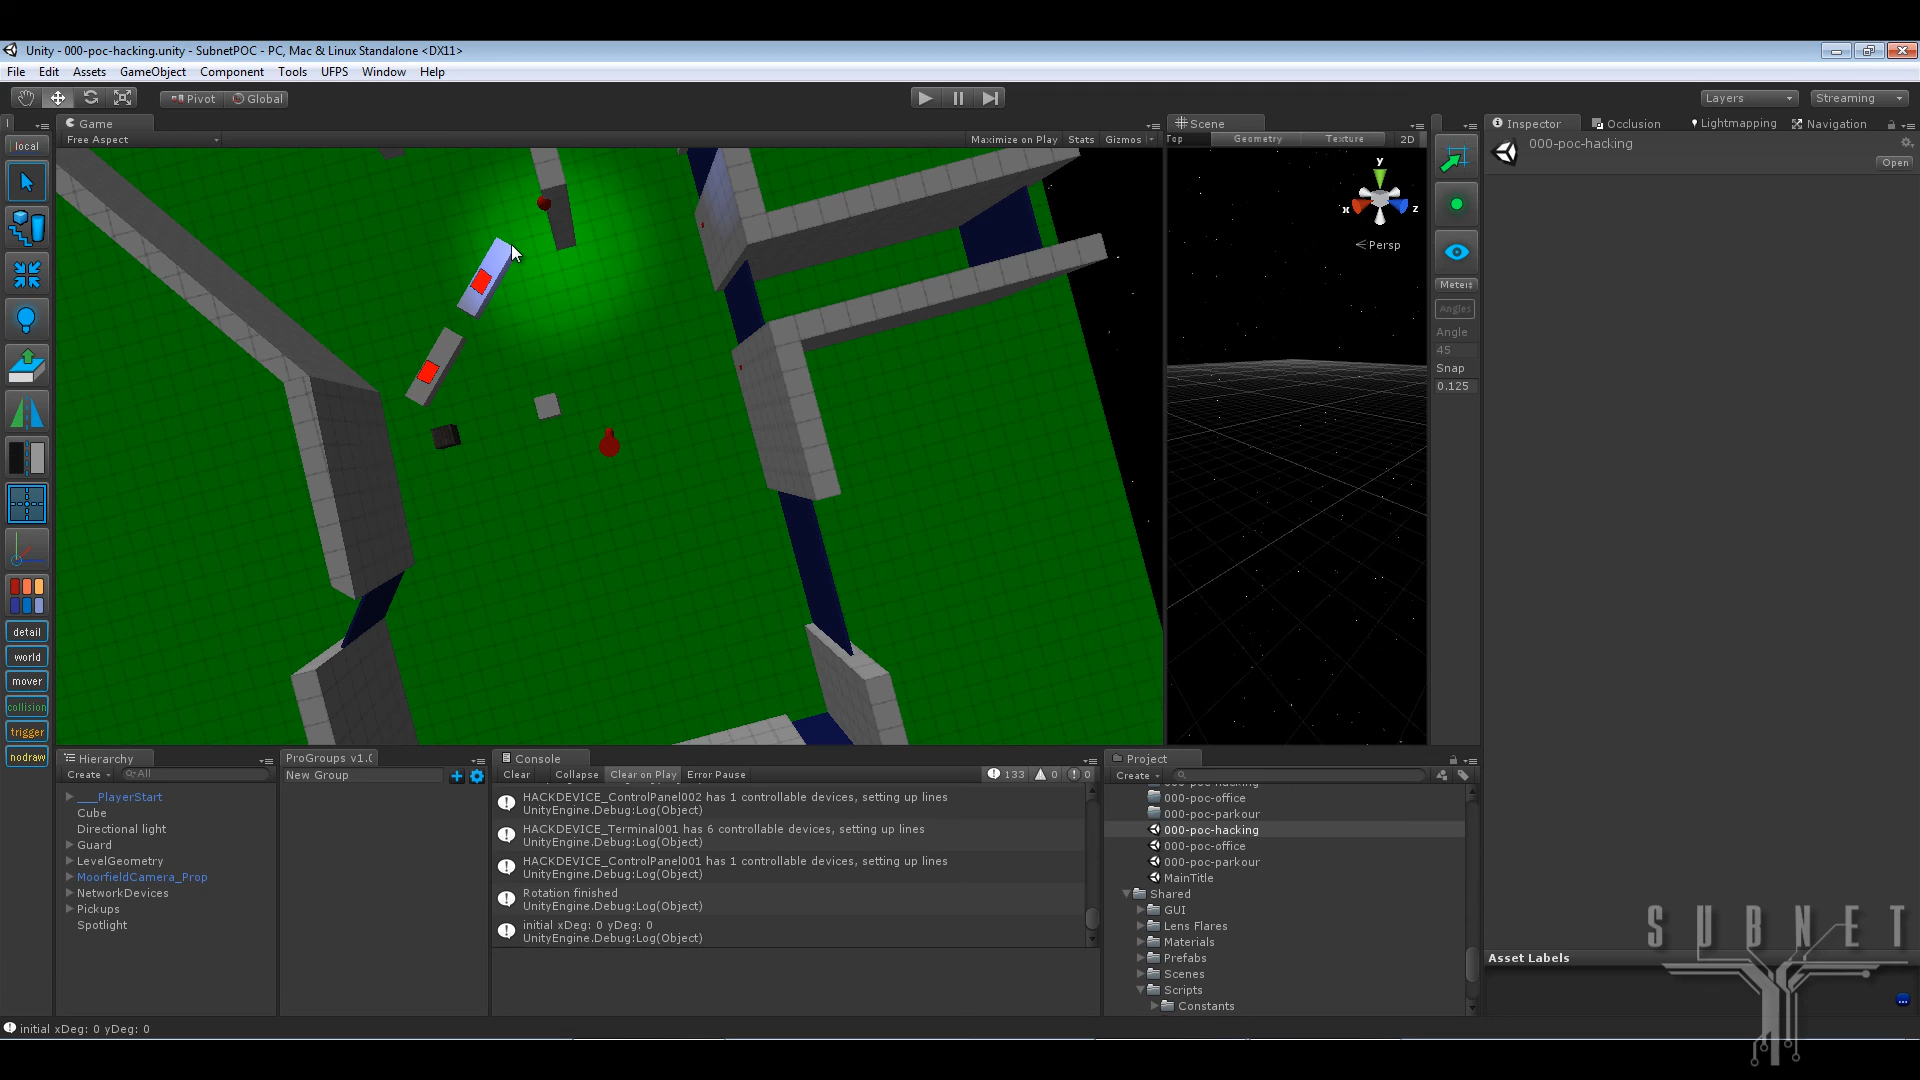 Unity - 000-poc-hacking.unity - SubnetPOC - PC, Mac & Linux Standalone <DX11>
File Edit Assets GameObject Component Tools UFPS Window Help
Pivot Global
Layers Streaming
Game
Free Aspect
Maximize on Play Stats Gizmos
Scene
Top Geometry Texture 2D
y
x z
Persp
Inspector Occlusion Lightmapping Navigation
000-poc-hacking
Open
local
Angles
Angle
45
Snap
0.125
detail
world
mover
collision
trigger
nodraw
Hierarchy
Create All
___PlayerStart
Cube
Directional light
Guard
LevelGeometry
MoorfieldCamera_Prop
NetworkDevices
Pickups
Spotlight
ProGroups v1.
New Group
Console
Clear Collapse Clear on Play Error Pause 133 0 0
HACKDEVICE_ControlPanel002 has 1 controllable devices, setting up lines
UnityEngine.Debug:Log(Object)
HACKDEVICE_Terminal001 has 6 controllable devices, setting up lines
UnityEngine.Debug:Log(Object)
HACKDEVICE_ControlPanel001 has 1 controllable devices, setting up lines
UnityEngine.Debug:Log(Object)
Rotation finished
UnityEngine.Debug:Log(Object)
initial xDeg: 0 yDeg: 0
UnityEngine.Debug:Log(Object)
Project
Create
000-poc-office
000-poc-parkour
000-poc-hacking
000-poc-office
000-poc-parkour
MainTitle
Shared
GUI
Lens Flares
Materials
Prefabs
Scenes
Scripts
Constants
Asset Labels
SUBNET
initial xDeg: 0 yDeg: 0